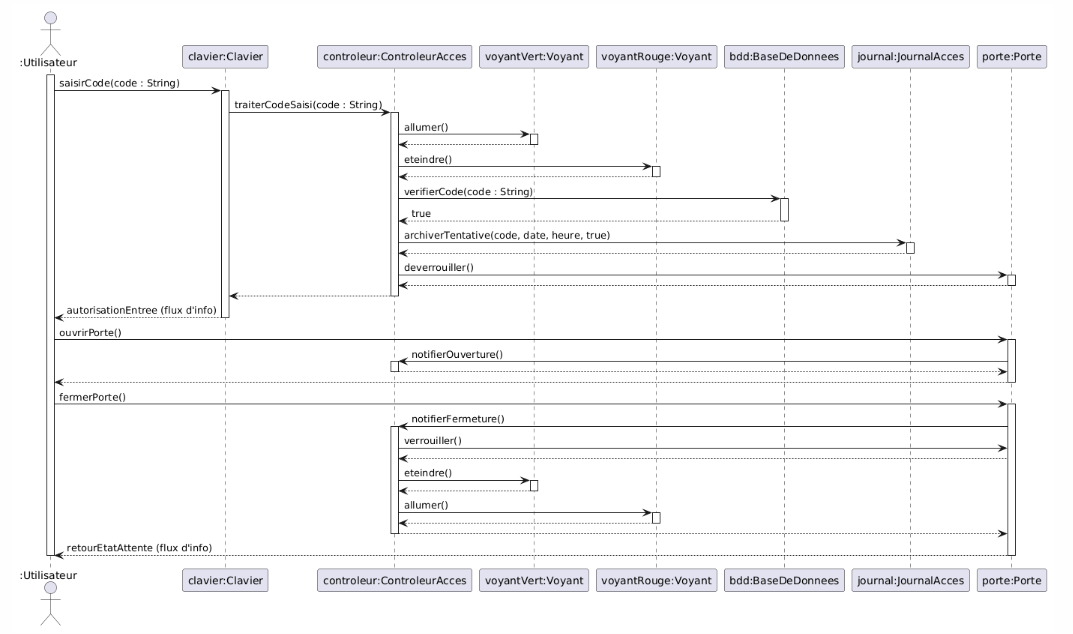 :Utilisateur
clavier:Clavier
controleur:ControleurAcces
voyantVert:Voyant
voyantRouge:Voyant
bdd:BaseDeDonnees
journal:JournalAcces
porte:Porte
saisirCode(code : String)
traiterCodeSaisi(code : String)
allumer()
eteindre()
verifierCode(code : String)
true
archiverTentative(code, date, heure, true)
deverrouiller()
autorisationEntree (flux d'info)
ouvrirPorte()
notifierOuverture()
fermerPorte()
notifierFermeture()
verrouiller()
eteindre()
allumer()
retourEtatAttente (flux d'info)
:Utilisateur
clavier:Clavier
controleur:ControleurAcces
voyantVert:Voyant
voyantRouge:Voyant
bdd:BaseDeDonnees
journal:JournalAcces
porte:Porte